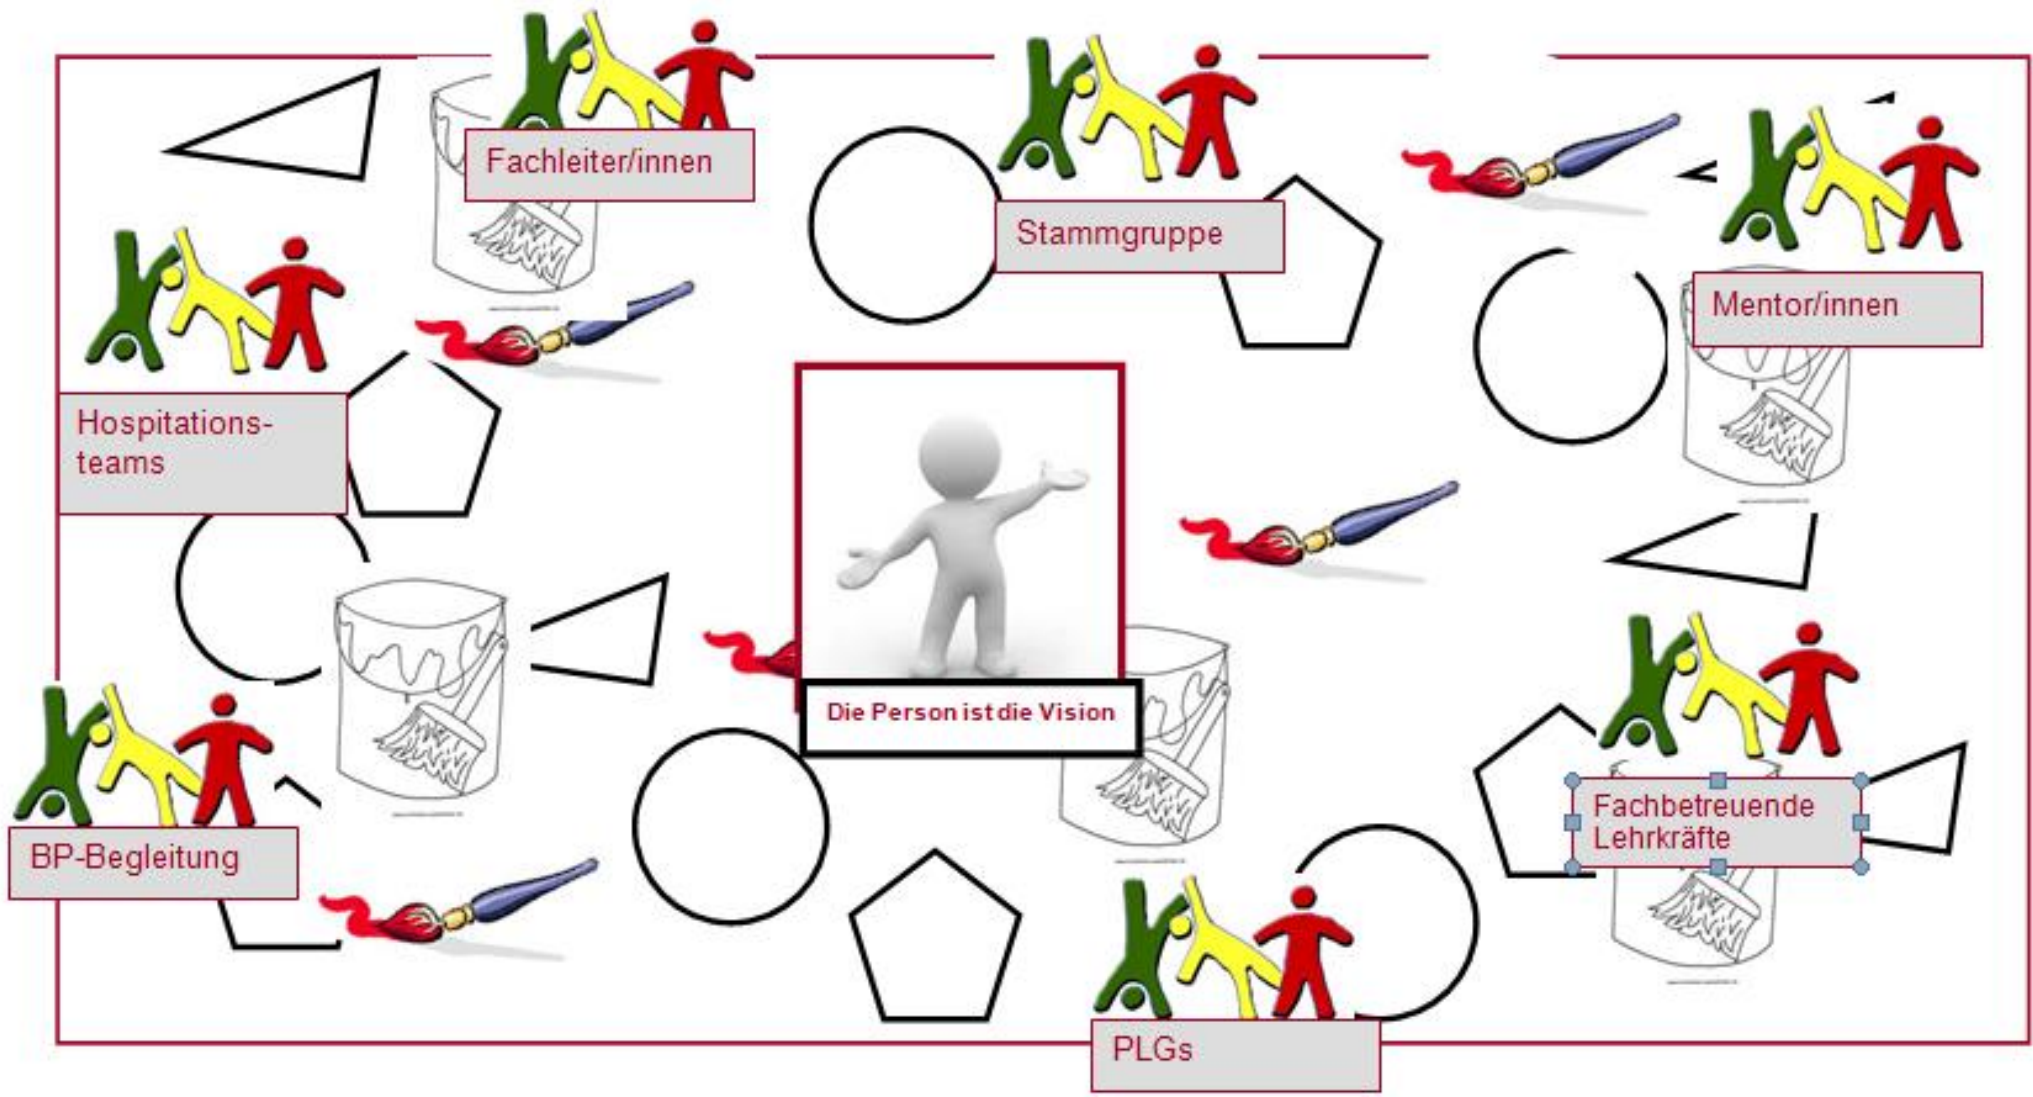 Fachleiter/innen
Stammgruppe
Mentor/innen
Hospitations-
teams
Die Person ist die Vision
Fachbetreuende
Lehrkräfte
BP-Begleitung
PLGs